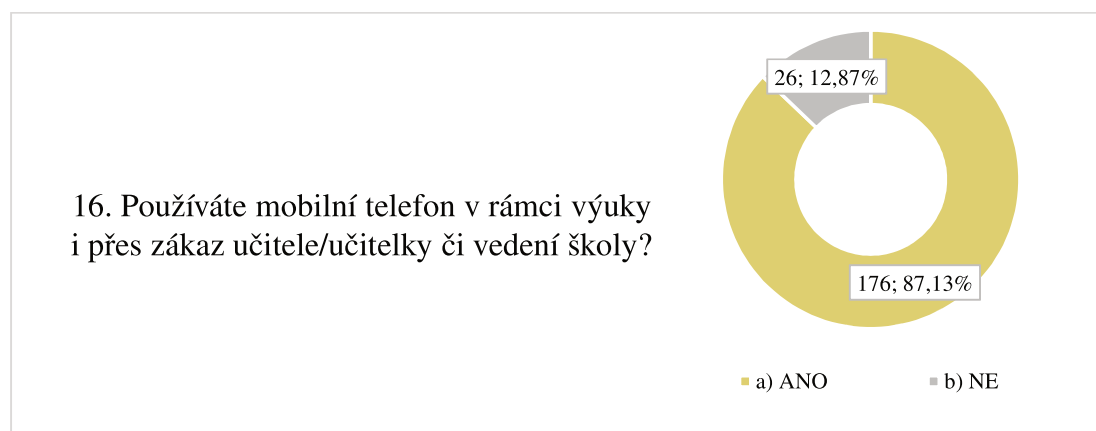 16. Používáte mobilní telefon v rámci výuky
i přes zákaz učitele/učitelky či vedení školy?
26; 12,87%
176; 87,13%
a) ANO
b) NE